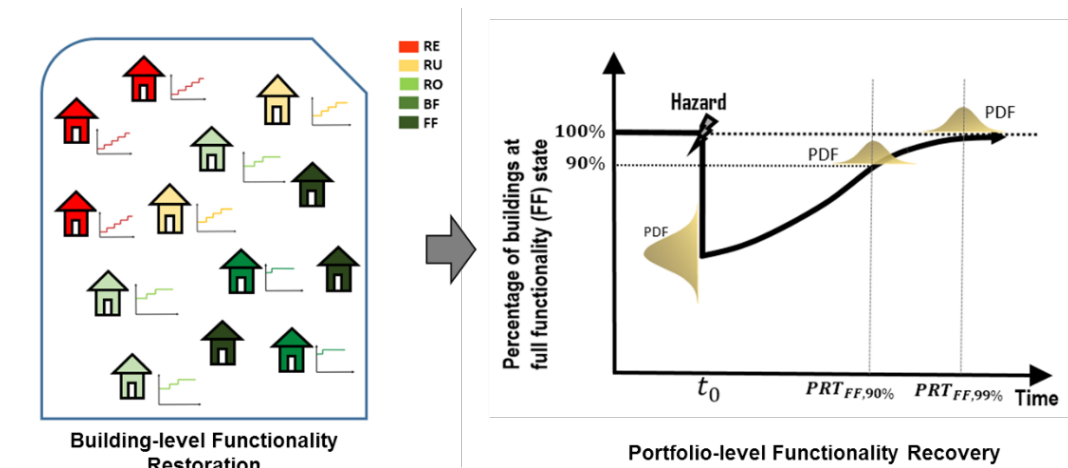 RE
RU
RO
BF
FF
Building-level Functionality
Restoration
Percentage of buildings at
full functionality (FF) state
Hazard
100%
90%
PDF
PDF
PDF
t0
PRTFF,90%
PRTFF,99%
Time
Portfolio-level Functionality Recovery